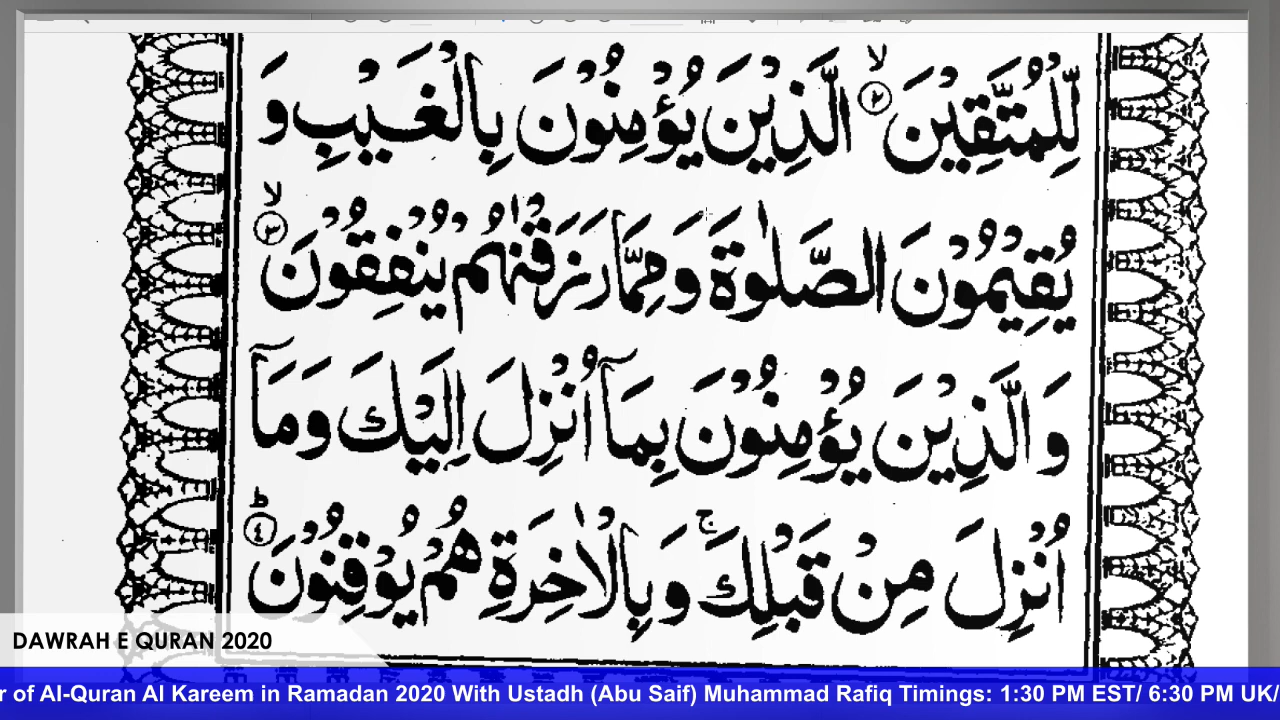 لِّلْمُتَّقِيْنَ ۙ﴿۲﴾ الَّذِيْنَ يُؤْمِنُوْنَ بِالْغَيْبِ وَ
يُقِيْمُوْنَ الصَّلٰوةَ وَمِمَّا رَزَقْنٰهُمْ يُنْفِقُوْنَ ۙ﴿۳﴾
وَالَّذِيْنَ يُؤْمِنُوْنَ بِمَاۤ اُنْزِلَ اِلَيْكَ وَمَاۤ
اُنْزِلَ مِنْ قَبْلِكَ ۚ وَبِالْاٰخِرَةِ هُمْ يُوْقِنُوْنَ ؕ﴿٤﴾
DAWRAH E QURAN 2020
r of Al-Quran Al Kareem in Ramadan 2020 With Ustadh (Abu Saif) Muhammad Rafiq Timings: 1:30 PM EST/ 6:30 PM UK/